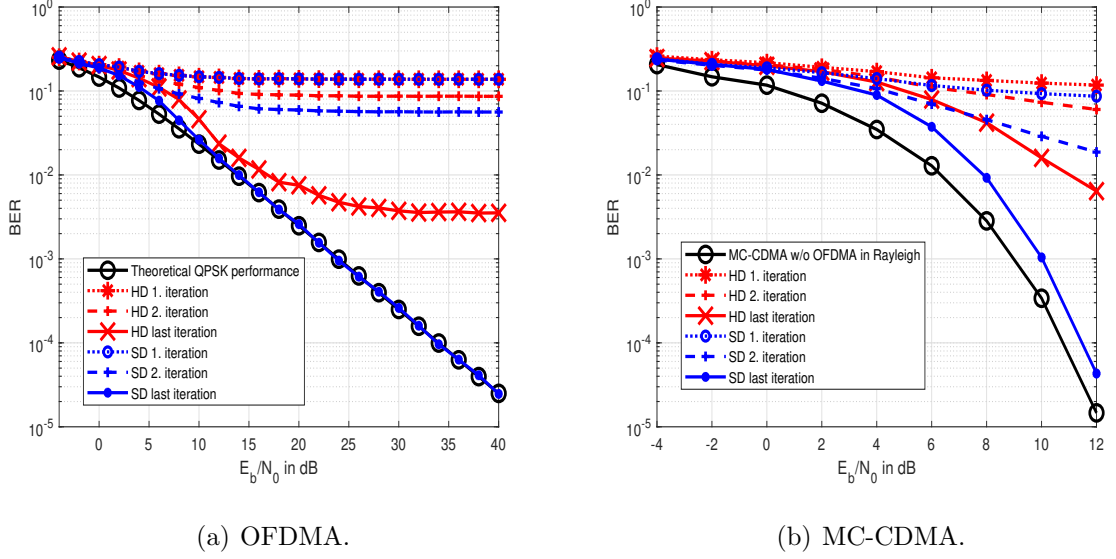 10^0
10^-1
10^-2
10^-3
10^-4
10^-5
BER
0 5 10 15 20 25 30 35 40
E_b/N_0 in dB
Theoretical QPSK performance
HD 1. iteration
HD 2. iteration
HD last iteration
SD 1. iteration
SD 2. iteration
SD last iteration
(a) OFDMA.
10^0
10^-1
10^-2
10^-3
10^-4
10^-5
BER
-4 -2 0 2 4 6 8 10 12
E_b/N_0 in dB
MC-CDMA w/o OFDMA in Rayleigh
HD 1. iteration
HD 2. iteration
HD last iteration
SD 1. iteration
SD 2. iteration
SD last iteration
(b) MC-CDMA.